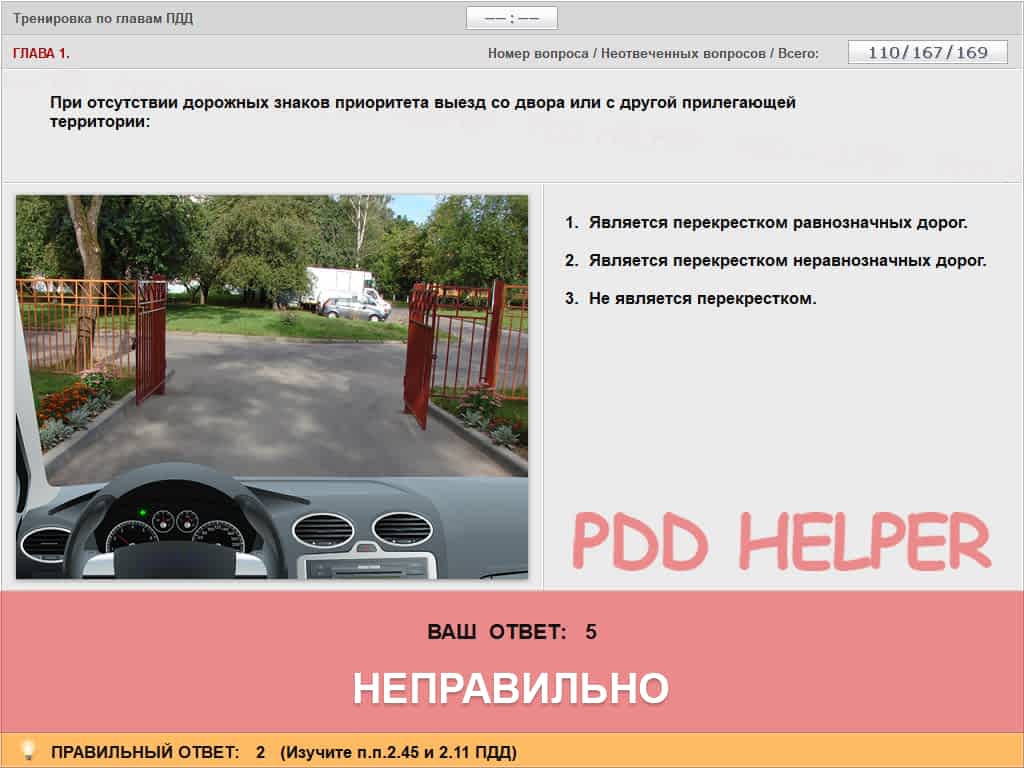 Тренировка по главам ПДД
—— : ——
ГЛАВА 1.
Номер вопроса / Неотвеченных вопросов / Всего: 110/167/169
При отсутствии дорожных знаков приоритета выезд со двора или с другой прилегающей
территории:
1. Является перекрестком равнозначных дорог.
2. Является перекрестком неравнозначных дорог.
3. Не является перекрестком.
PDD HELPER
ВАШ ОТВЕТ: 5
НЕПРАВИЛЬНО
ПРАВИЛЬНЫЙ ОТВЕТ: 2 (Изучите п.п.2.45 и 2.11 ПДД)